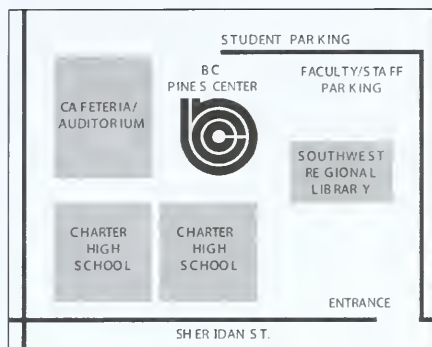 STUDENT PARKING
BC
PINES CENTER
FACULTY/STAFF
PARKING
CAFETERIA/
AUDITORIUM
SOUTHWEST
REGIONAL
LIBRARY
CHARTER
HIGH
SCHOOL
CHARTER
HIGH
SCHOOL
ENTRANCE
SHERIDAN ST.